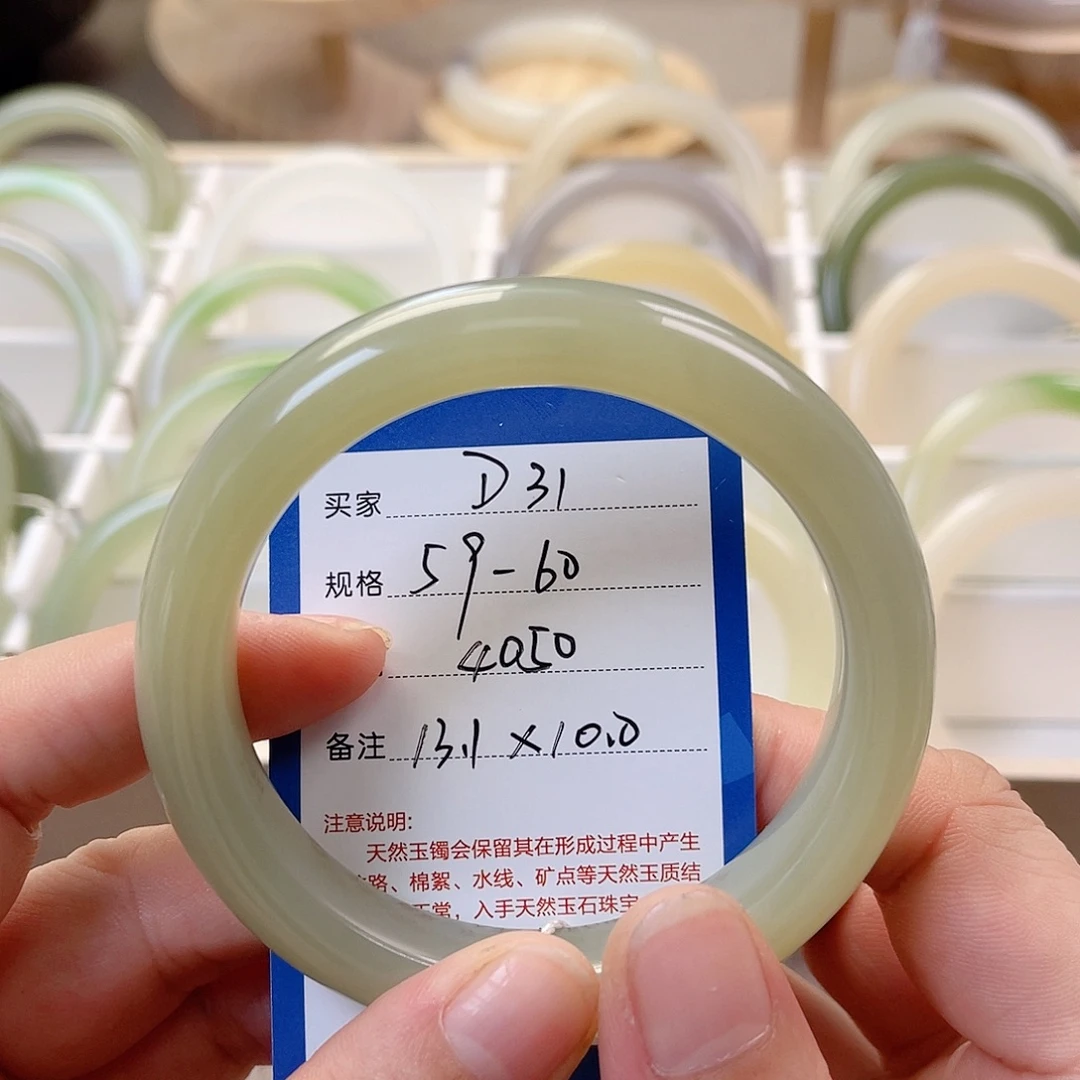 买家 D31
规格 59-60
4050
备注 13.1×10.0
注意说明:
天然玉镯会保留其在形成过程中产生
路、棉絮、水线、矿点等天然玉质结
正常，入手天然玉石珠宝